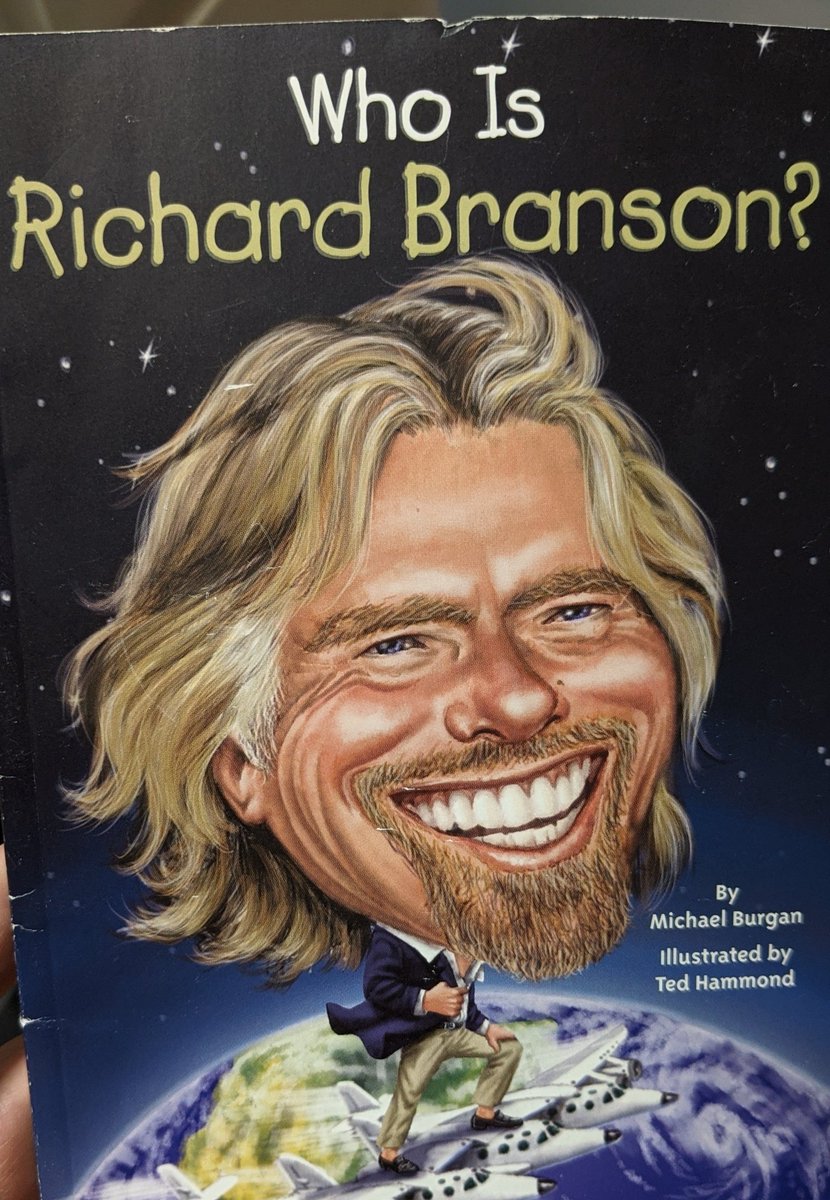 Who Is
Richard Branson?
By
Michael Burgan
Illustrated by
Ted Hammond